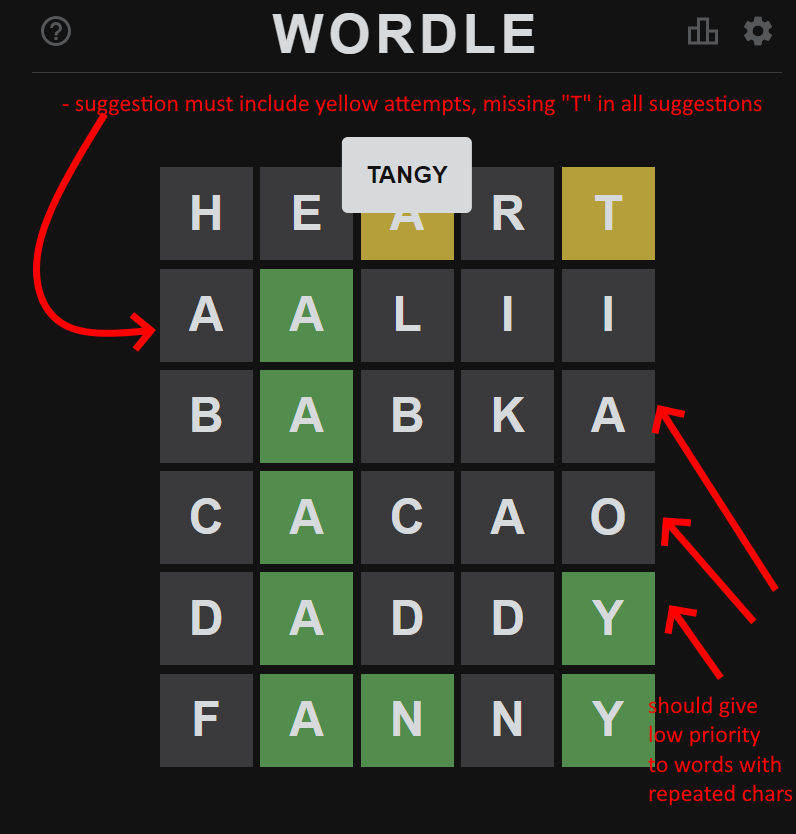 WORDLE
- suggestion must include yellow attempts, missing "T" in all suggestions
TANGY
H E A R T
A A L I I
B A B K A
C A C A O
D A D D Y
F A N N Y
should give
low priority
to words with
repeated chars